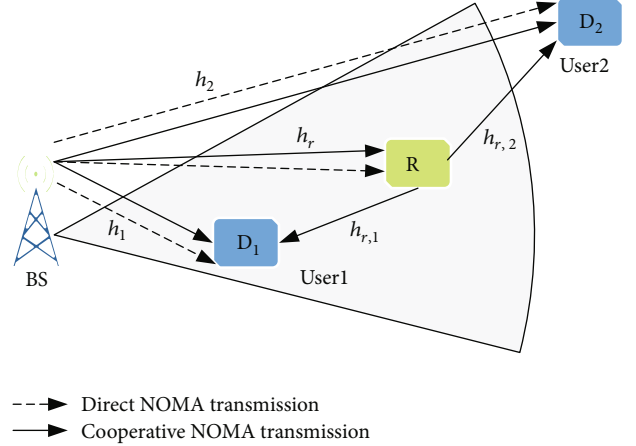 D2
User2
h2
hr
hr, 2
R
D1
hr,1
h1
User1
BS
Direct NOMA transmission
Cooperative NOMA transmission